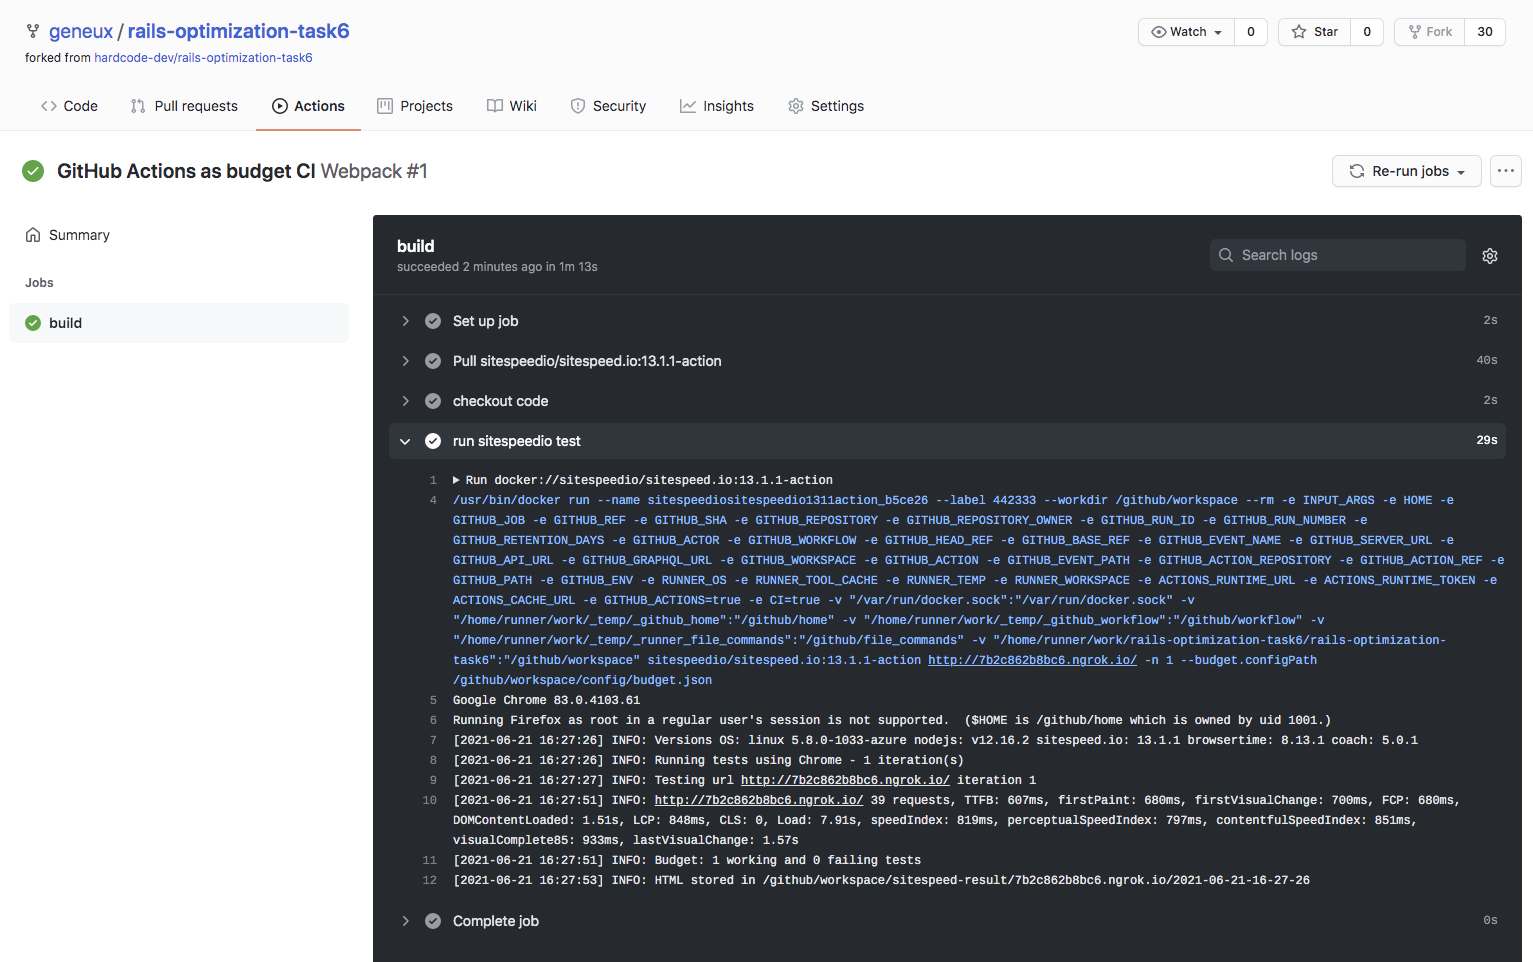 geneux / rails-optimization-task6
Watch 0 Star 0 Fork 30
forked from hardcode-dev/rails-optimization-task6
Code Pull requests Actions Projects Wiki Security Insights Settings
GitHub Actions as budget CI Webpack #1
Re-run jobs
Summary
Jobs
build
build
succeeded 2 minutes ago in 1m 13s
Search logs
Set up job 2s
Pull sitespeedio/sitespeed.io:13.1.1-action 40s
checkout code 2s
run sitespeedio test 29s
1 Run docker://sitespeedio/sitespeed.io:13.1.1-action
4 /usr/bin/docker run --name sitespeediositespeedio1311action_b5ce26 --label 442333 --workdir /github/workspace --rm -e INPUT_ARGS -e HOME -e
GITHUB_JOB -e GITHUB_REF -e GITHUB_SHA -e GITHUB_REPOSITORY -e GITHUB_REPOSITORY_OWNER -e GITHUB_RUN_ID -e GITHUB_RUN_NUMBER -e
GITHUB_RETENTION_DAYS -e GITHUB_ACTOR -e GITHUB_WORKFLOW -e GITHUB_HEAD_REF -e GITHUB_BASE_REF -e GITHUB_EVENT_NAME -e GITHUB_SERVER_URL -e
GITHUB_API_URL -e GITHUB_GRAPHQL_URL -e GITHUB_WORKSPACE -e GITHUB_ACTION -e GITHUB_EVENT_PATH -e GITHUB_ACTION_REPOSITORY -e GITHUB_ACTION_REF -e
GITHUB_PATH -e GITHUB_ENV -e RUNNER_OS -e RUNNER_TOOL_CACHE -e RUNNER_TEMP -e RUNNER_WORKSPACE -e ACTIONS_RUNTIME_URL -e ACTIONS_RUNTIME_TOKEN -e
ACTIONS_CACHE_URL -e GITHUB_ACTIONS=true -e CI=true -v "/var/run/docker.sock":"/var/run/docker.sock" -v
"/home/runner/work/_temp/_github_home":"/github/home" -v "/home/runner/work/_temp/_github_workflow":"/github/workflow" -v
"/home/runner/work/_temp/_runner_file_commands":"/github/file_commands" -v "/home/runner/work/rails-optimization-task6/rails-optimization-
task6":"/github/workspace" sitespeedio/sitespeed.io:13.1.1-action http://7b2c862b8bc6.ngrok.io/ -n 1 --budget.configPath
/github/workspace/config/budget.json
5 Google Chrome 83.0.4103.61
6 Running Firefox as root in a regular user's session is not supported.  ($HOME is /github/home which is owned by uid 1001.)
7 [2021-06-21 16:27:26] INFO: Versions OS: linux 5.8.0-1033-azure nodejs: v12.16.2 sitespeed.io: 13.1.1 browsertime: 8.13.1 coach: 5.0.1
8 [2021-06-21 16:27:26] INFO: Running tests using Chrome - 1 iteration(s)
9 [2021-06-21 16:27:27] INFO: Testing url http://7b2c862b8bc6.ngrok.io/ iteration 1
10 [2021-06-21 16:27:51] INFO: http://7b2c862b8bc6.ngrok.io/ 39 requests, TTFB: 607ms, firstPaint: 680ms, firstVisualChange: 700ms, FCP: 680ms,
DOMContentLoaded: 1.51s, LCP: 848ms, CLS: 0, Load: 7.91s, speedIndex: 819ms, perceptualSpeedIndex: 797ms, contentfulSpeedIndex: 851ms,
visualComplete85: 933ms, lastVisualChange: 1.57s
11 [2021-06-21 16:27:51] INFO: Budget: 1 working and 0 failing tests
12 [2021-06-21 16:27:53] INFO: HTML stored in /github/workspace/sitespeed-result/7b2c862b8bc6.ngrok.io/2021-06-21-16-27-26
Complete job 0s